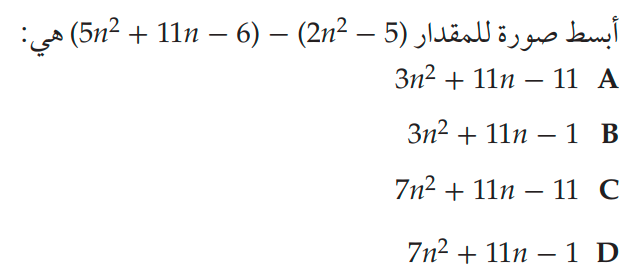 أبسط صورة للمقدار (5n² + 11n − 6) − (2n² − 5) هي:
A 3n² + 11n − 11
B 3n² + 11n − 1
C 7n² + 11n − 11
D 7n² + 11n − 1